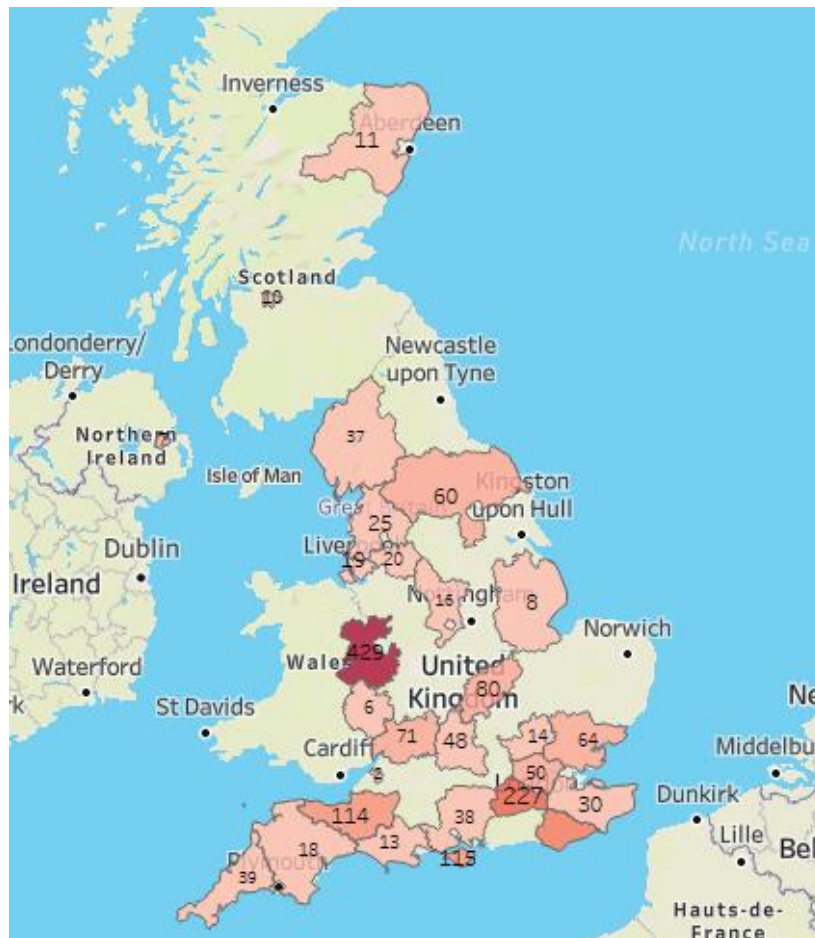 Inverness
Aberdeen
11
North Sea
Scotland
Londonderry/
Derry
Newcastle
upon Tyne
Northern
Ireland
37
Isle of Man
Kingston
upon Hull
60
25
Dublin
19
20
Ireland
16
8
Norwich
429
Wales
United
Kingdom
Waterford
80
St Davids
6
71
48
14
64
Cardiff
Middelbu
50
227
30
Dunkirk
114
38
Lille
Bel
13
115
18
Plymouth
39
Hauts-de-
France